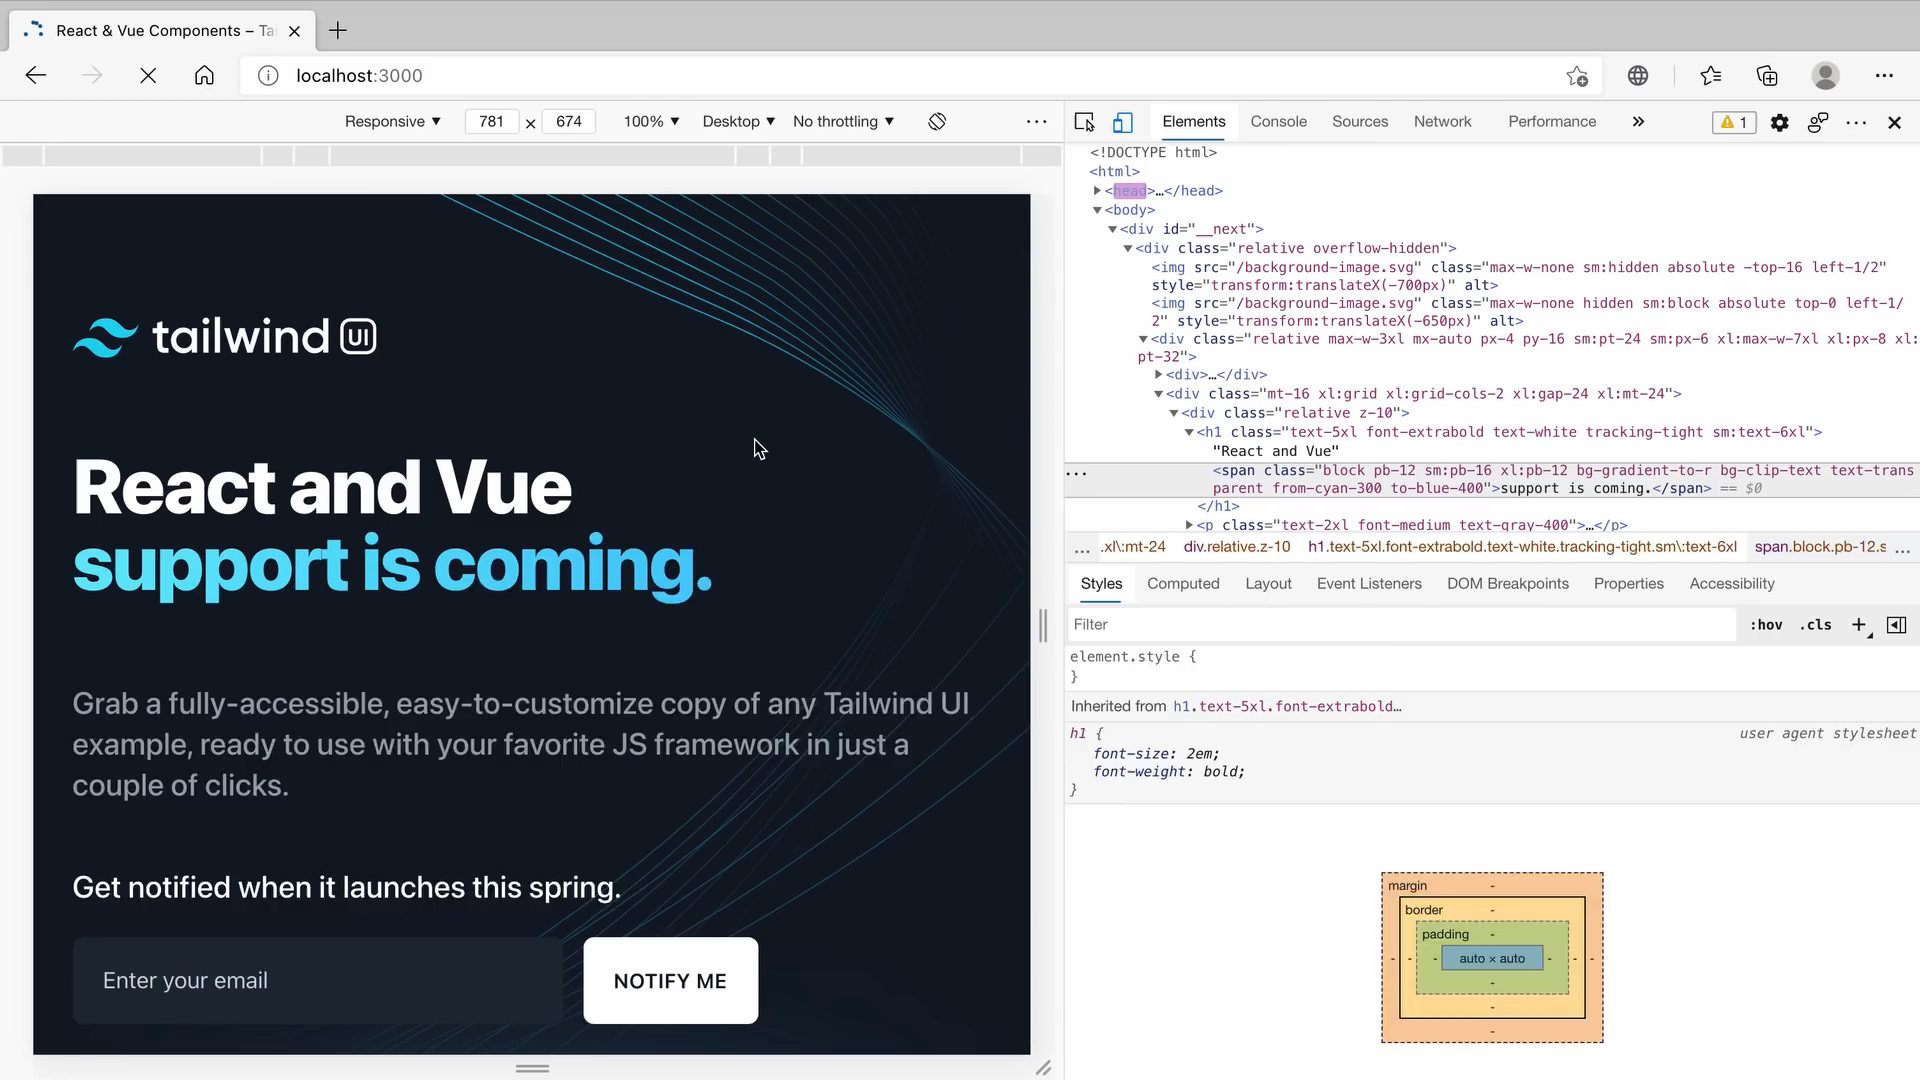 React & Vue Components – Tai
localhost:3000
Responsive ▼ 781 × 674 100% ▼ Desktop ▼ No throttling ▼
Elements Console Sources Network Performance » 1
<!DOCTYPE html>
<html>
<head>…</head>
<body>
<div id="__next">
<div class="relative overflow-hidden">
<img src="/background-image.svg" class="max-w-none sm:hidden absolute -top-16 left-1/2"
style="transform:translateX(-700px)" alt>
<img src="/background-image.svg" class="max-w-none hidden sm:block absolute top-0 left-1/
2" style="transform:translateX(-650px)" alt>
<div class="relative max-w-3xl mx-auto px-4 py-16 sm:pt-24 sm:px-6 xl:max-w-7xl xl:px-8 xl:
pt-32">
<div>…</div>
<div class="mt-16 xl:grid xl:grid-cols-2 xl:gap-24 xl:mt-24">
<div class="relative z-10">
<h1 class="text-5xl font-extrabold text-white tracking-tight sm:text-6xl">
"React and Vue"
<span class="block pb-12 sm:pb-16 xl:pb-12 bg-gradient-to-r bg-clip-text text-trans
parent from-cyan-300 to-blue-400">support is coming.</span> == $0
</h1>
<p class="text-2xl font-medium text-gray-400">…</p>
… .xl\:mt-24 div.relative.z-10 h1.text-5xl.font-extrabold.text-white.tracking-tight.sm\:text-6xl span.block.pb-12.s …
Styles Computed Layout Event Listeners DOM Breakpoints Properties Accessibility
Filter :hov .cls +
element.style {
}
Inherited from h1.text-5xl.font-extrabold…
h1 { user agent stylesheet
font-size: 2em;
font-weight: bold;
}
margin -
border -
padding -
- - - auto × auto - - -
-
-
-
tailwind UI
React and Vue
support is coming.
Grab a fully-accessible, easy-to-customize copy of any Tailwind UI
example, ready to use with your favorite JS framework in just a
couple of clicks.
Get notified when it launches this spring.
Enter your email NOTIFY ME